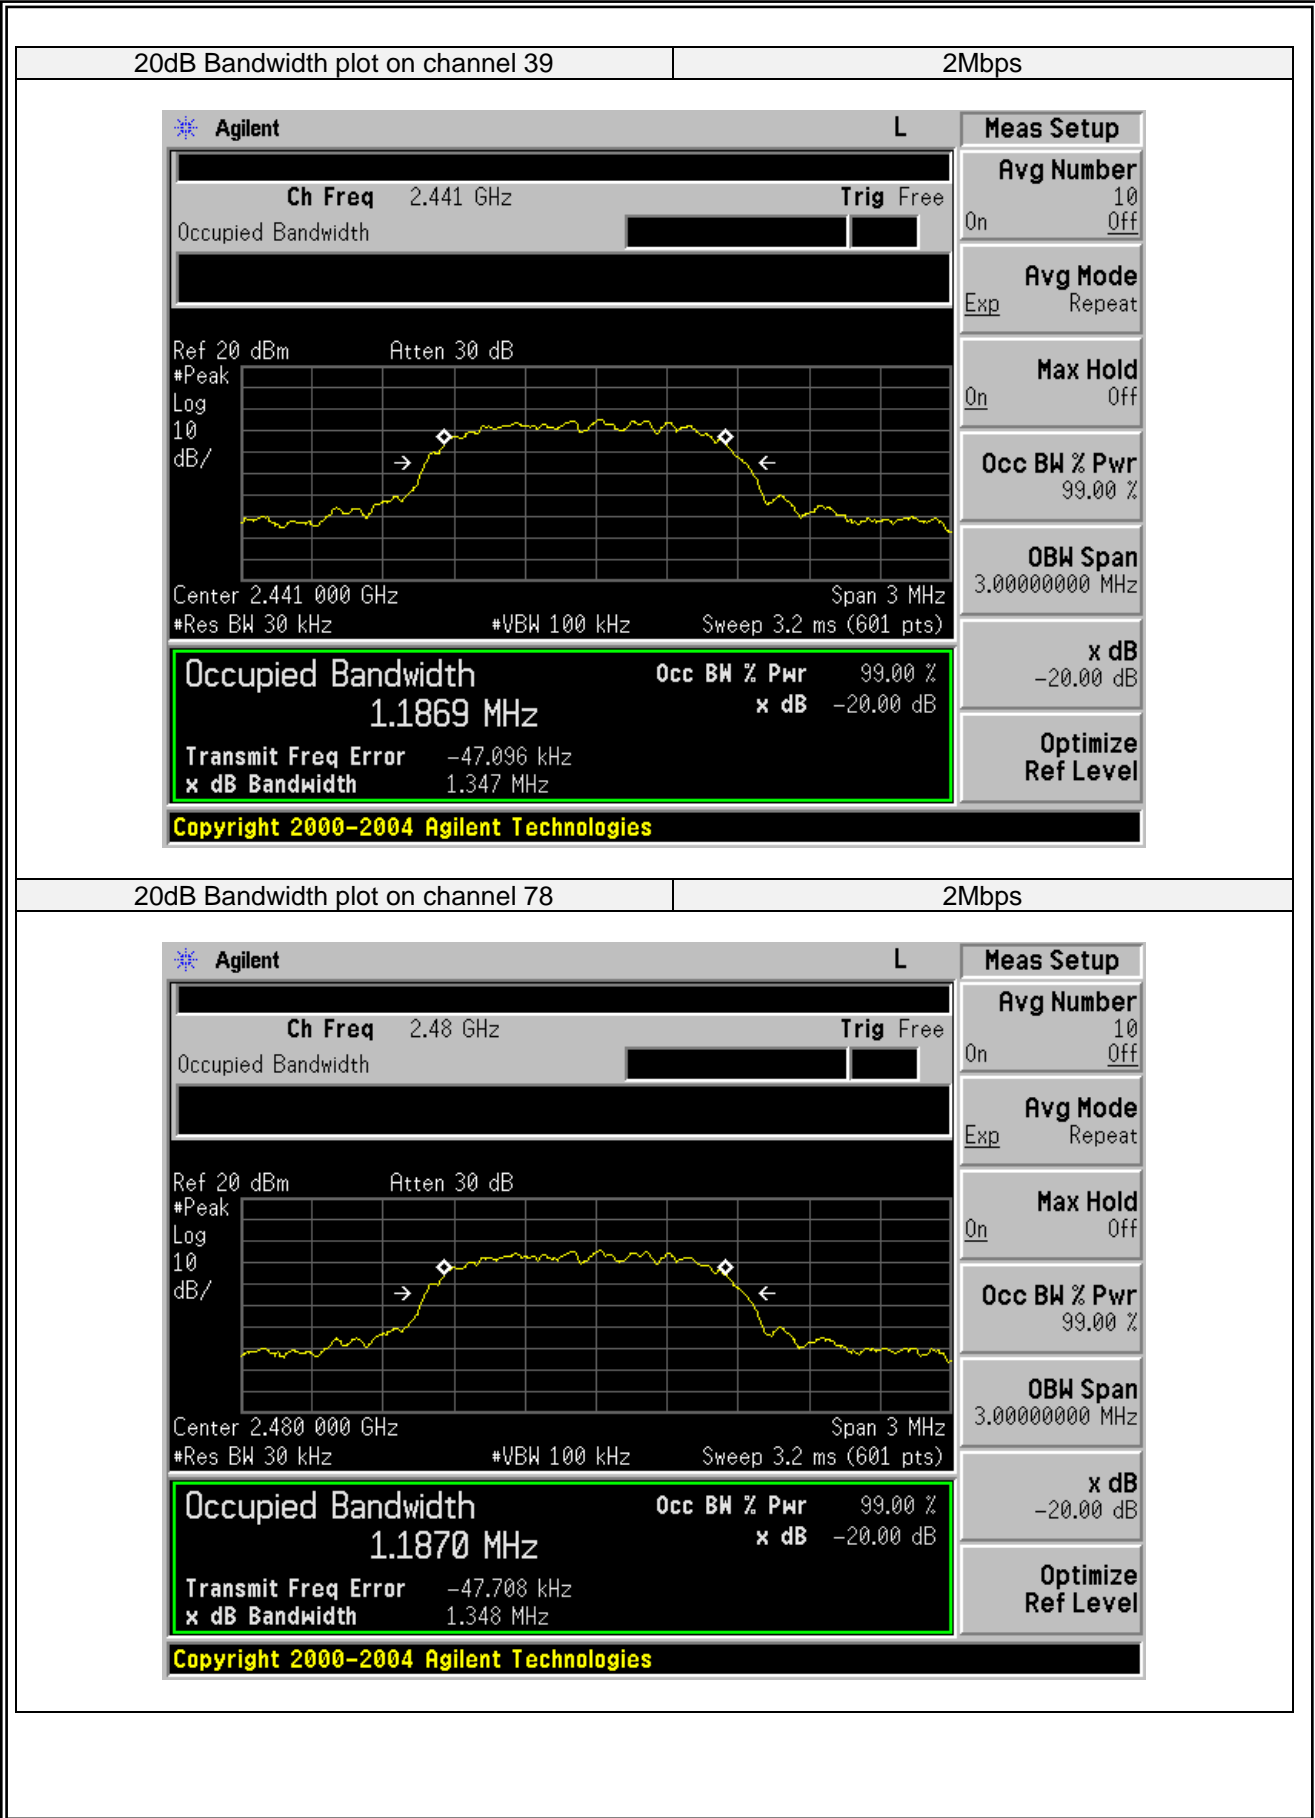 20dB Bandwidth plot on channel 39 2Mbps
Agilent L Meas Setup
Ch Freq 2.441 GHz Trig Free
Occupied Bandwidth
Avg Number
10
On Off
Avg Mode
Exp Repeat
Max Hold
On Off
Occ BW % Pwr
99.00 %
OBW Span
3.00000000 MHz
x dB
-20.00 dB
Optimize
Ref Level
Ref 20 dBm Atten 30 dB
#Peak
Log
10
dB/
Center 2.441 000 GHz Span 3 MHz
#Res BW 30 kHz #VBW 100 kHz Sweep 3.2 ms (601 pts)
Occupied Bandwidth Occ BW % Pwr 99.00 %
1.1869 MHz x dB -20.00 dB
Transmit Freq Error -47.096 kHz
x dB Bandwidth 1.347 MHz
Copyright 2000-2004 Agilent Technologies
20dB Bandwidth plot on channel 78 2Mbps
Agilent L Meas Setup
Ch Freq 2.48 GHz Trig Free
Occupied Bandwidth
Avg Number
10
On Off
Avg Mode
Exp Repeat
Max Hold
On Off
Occ BW % Pwr
99.00 %
OBW Span
3.00000000 MHz
x dB
-20.00 dB
Optimize
Ref Level
Ref 20 dBm Atten 30 dB
#Peak
Log
10
dB/
Center 2.480 000 GHz Span 3 MHz
#Res BW 30 kHz #VBW 100 kHz Sweep 3.2 ms (601 pts)
Occupied Bandwidth Occ BW % Pwr 99.00 %
1.1870 MHz x dB -20.00 dB
Transmit Freq Error -47.708 kHz
x dB Bandwidth 1.348 MHz
Copyright 2000-2004 Agilent Technologies